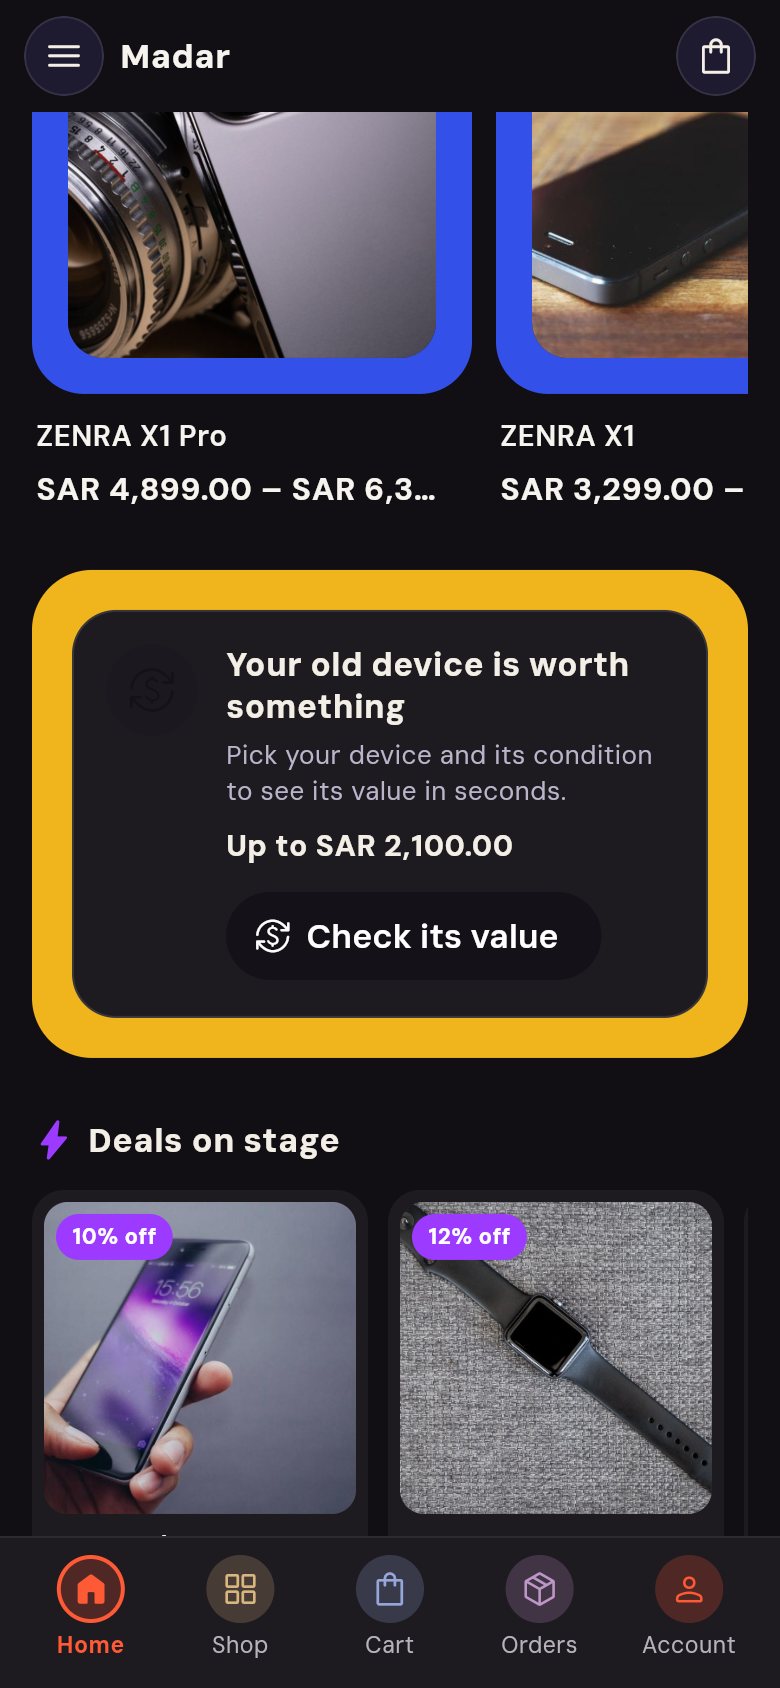 Madar
ZENRA X1 Pro
SAR 4,899.00 – SAR 6,3...
ZENRA X1
SAR 3,299.00 –
Your old device is worth
something
Pick your device and its condition
to see its value in seconds.
Up to SAR 2,100.00
Check its value
Deals on stage
10% off
15:56
12% off
Home
Shop
Cart
Orders
Account